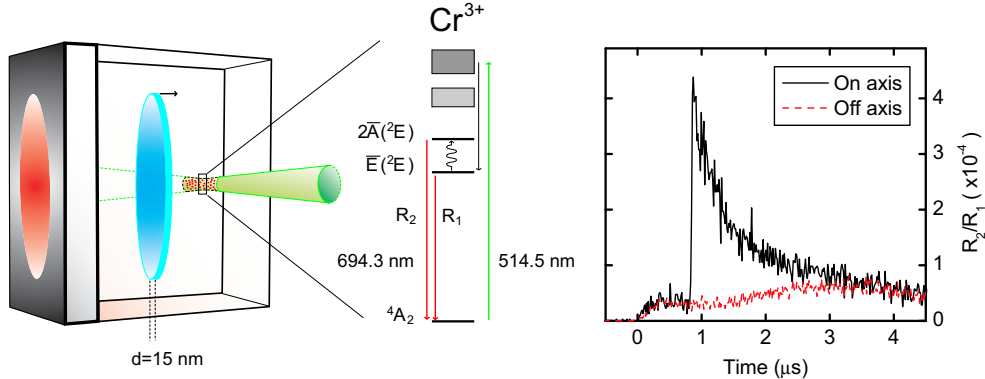 Cr³⁺
2A̅(²E)
E̅(²E)
R₂
R₁
694.3 nm
514.5 nm
⁴A₂
d=15 nm
On axis
Off axis
4
3
2
1
0
R₂/R₁ ( x10⁻⁴)
0
1
2
3
4
Time (μs)